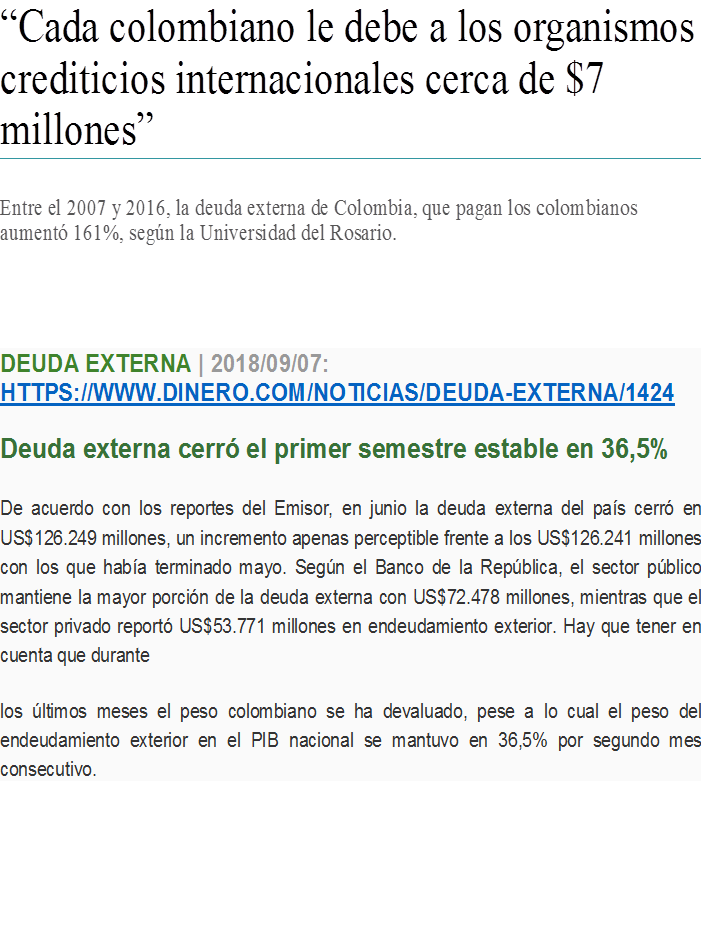 “Cada colombiano le debe a los organismos
crediticios internacionales cerca de $7
millones”
Entre el 2007 y 2016, la deuda externa de Colombia, que pagan los colombianos
aumentó 161%, según la Universidad del Rosario.
DEUDA EXTERNA | 2018/09/07:
HTTPS://WWW.DINERO.COM/NOTICIAS/DEUDA-EXTERNA/1424
Deuda externa cerró el primer semestre estable en 36,5%
De acuerdo con los reportes del Emisor, en junio la deuda externa del país cerró en
US$126.249 millones, un incremento apenas perceptible frente a los US$126.241 millones
con los que había terminado mayo. Según el Banco de la República, el sector público
mantiene la mayor porción de la deuda externa con US$72.478 millones, mientras que el
sector privado reportó US$53.771 millones en endeudamiento exterior. Hay que tener en
cuenta que durante
los últimos meses el peso colombiano se ha devaluado, pese a lo cual el peso del
endeudamiento exterior en el PIB nacional se mantuvo en 36,5% por segundo mes
consecutivo.